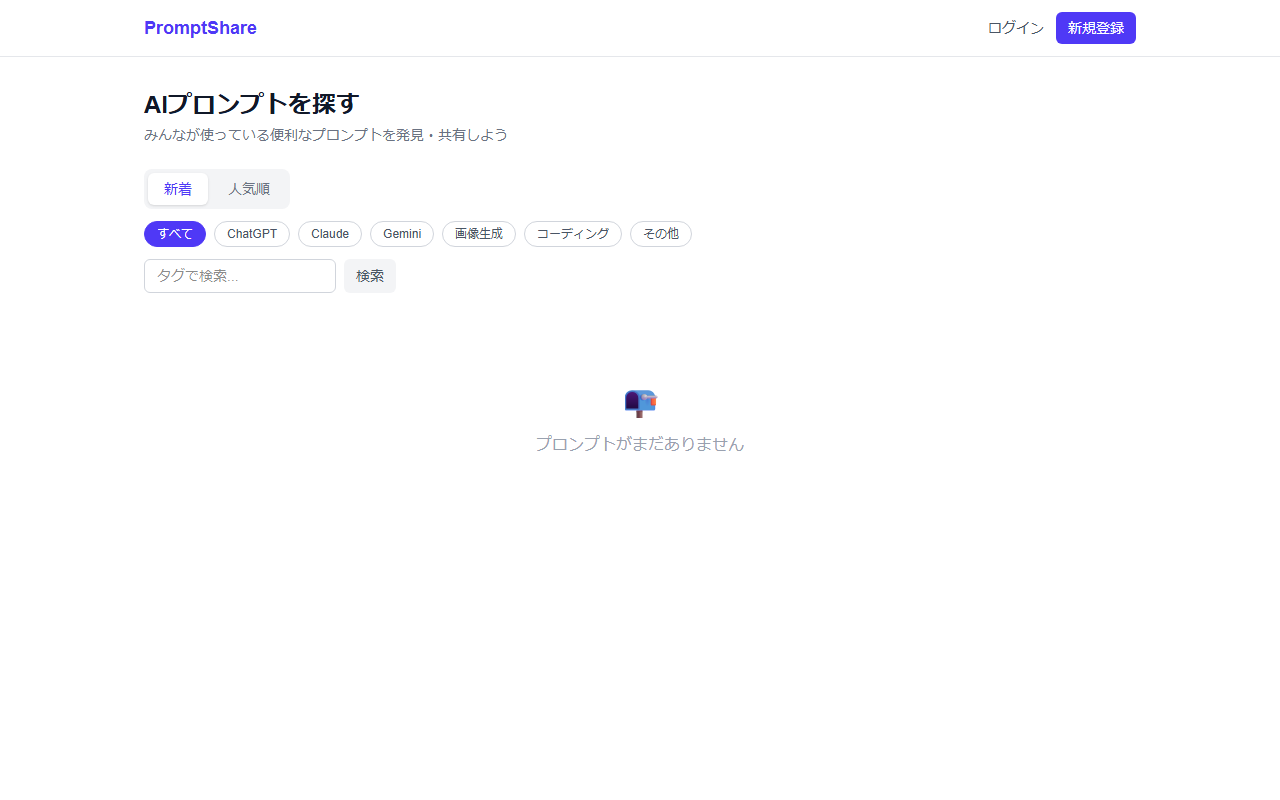 PromptShare
ログイン
新規登録
AIプロンプトを探す
みんなが使っている便利なプロンプトを発見・共有しよう
新着
人気順
すべて
ChatGPT
Claude
Gemini
画像生成
コーディング
その他
タグで検索...
検索
プロンプトがまだありません